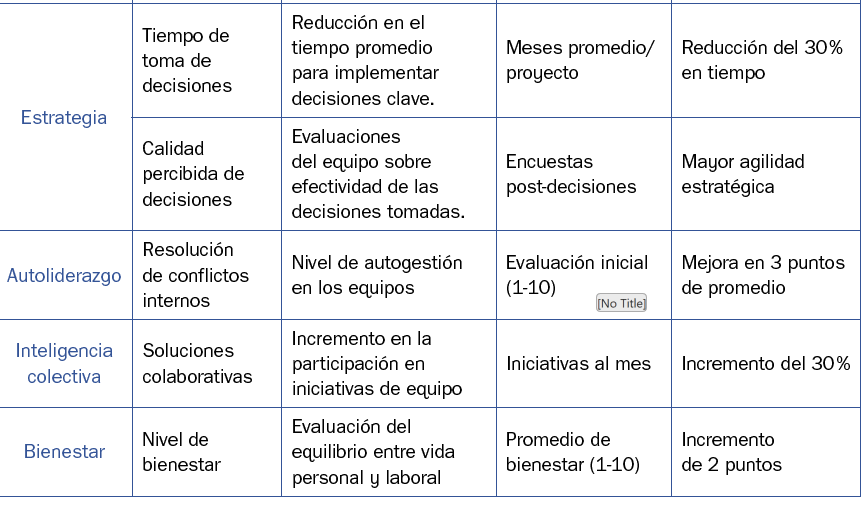 Estrategia
Tiempo de
toma de
decisiones
Reducción en el
tiempo promedio
para implementar
decisiones clave.
Meses promedio/
proyecto
Reducción del 30%
en tiempo
Calidad
percibida de
decisiones
Evaluaciones
del equipo sobre
efectividad de las
decisiones tomadas.
Encuestas
post-decisiones
Mayor agilidad
estratégica
Autoliderazgo
Resolución
de conflictos
internos
Nivel de autogestión
en los equipos
Evaluación inicial
(1-10)
[No Title]
Mejora en 3 puntos
de promedio
Inteligencia
colectiva
Soluciones
colaborativas
Incremento en la
participación en
iniciativas de equipo
Iniciativas al mes
Incremento del 30%
Bienestar
Nivel de
bienestar
Evaluación del
equilibrio entre vida
personal y laboral
Promedio de
bienestar (1-10)
Incremento
de 2 puntos